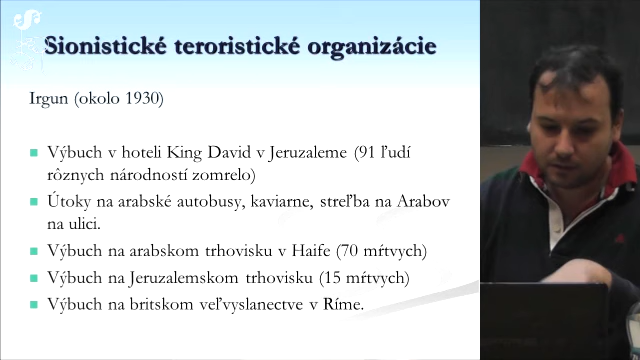 Sionistické teroristické organizácie
Irgun (okolo 1930)
Výbuch v hoteli King David v Jeruzaleme (91 ľudí
rôznych národností zomrelo)
Útoky na arabské autobusy, kaviarne, streľba na Arabov
na ulici.
Výbuch na arabskom trhovisku v Haife (70 mŕtvych)
Výbuch na Jeruzalemskom trhovisku (15 mŕtvych)
Výbuch na britskom veľvyslanectve v Ríme.